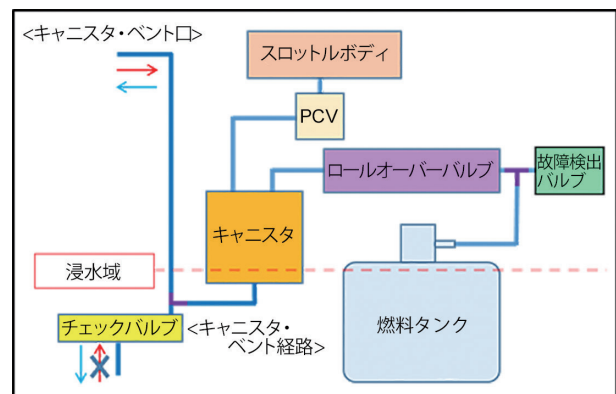 <キャニスタ・ベント口>
スロットルボディ
PCV
ロールオーバーバルブ
故障検出
バルブ
キャニスタ
浸水域
チェックバルブ
<キャニスタ・
ベント経路>
燃料タンク